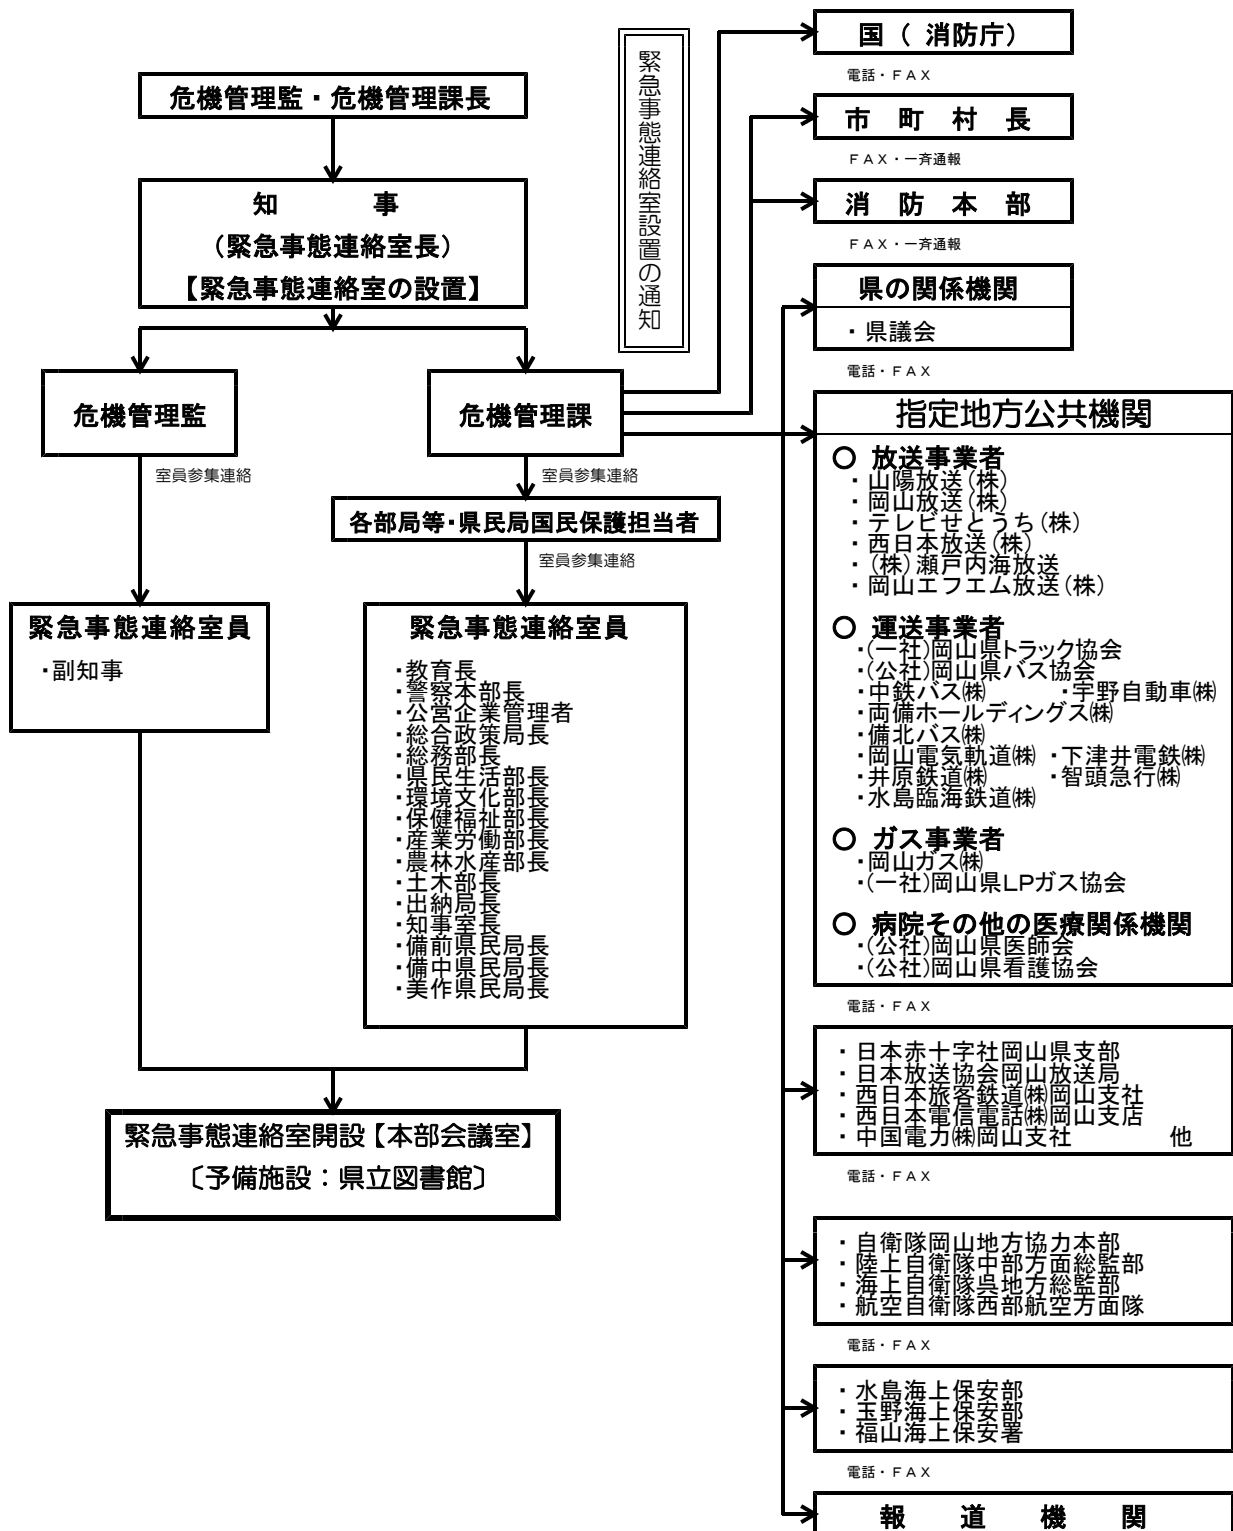 危機管理監・危機管理課長
知　　　事
（緊急事態連絡室長）
【緊急事態連絡室の設置】
危機管理監
危機管理課
室員参集連絡
室員参集連絡
各部局等・県民局国民保護担当者
室員参集連絡
緊急事態連絡室員
・副知事
緊急事態連絡室員
・教育長
・警察本部長
・公営企業管理者
・総合政策局長
・総務部長
・県民生活部長
・環境文化部長
・保健福祉部長
・産業労働部長
・農林水産部長
・土木部長
・出納局長
・知事室長
・備前県民局長
・備中県民局長
・美作県民局長
緊急事態連絡室開設【本部会議室】
〔予備施設：県立図書館〕
緊急事態連絡室設置の通知
国（ 消防庁）
電話・ＦＡＸ
市　町　村　長
ＦＡＸ・一斉通報
消　防　本　部
ＦＡＸ・一斉通報
県の関係機関
・県議会
電話・ＦＡＸ
指定地方公共機関
○ 放送事業者
・山陽放送(株)
・岡山放送(株)
・テレビせとうち(株)
・西日本放送(株)
・(株)瀬戸内海放送
・岡山エフエム放送(株)
○ 運送事業者
・(一社)岡山県トラック協会
・(公社)岡山県バス協会
・中鉄バス㈱　　　・宇野自動車㈱
・両備ホールディングス㈱
・備北バス㈱
・岡山電気軌道㈱ ・下津井電鉄㈱
・井原鉄道㈱　　　・智頭急行㈱
・水島臨海鉄道㈱
○ ガス事業者
・岡山ガス㈱
・(一社)岡山県LPガス協会
○ 病院その他の医療関係機関
・(公社)岡山県医師会
・(公社)岡山県看護協会
電話・ＦＡＸ
・日本赤十字社岡山県支部
・日本放送協会岡山放送局
・西日本旅客鉄道㈱岡山支社
・西日本電信電話㈱岡山支店
・中国電力㈱岡山支社　　　　他
電話・ＦＡＸ
・自衛隊岡山地方協力本部
・陸上自衛隊中部方面総監部
・海上自衛隊呉地方総監部
・航空自衛隊西部航空方面隊
電話・ＦＡＸ
・水島海上保安部
・玉野海上保安部
・福山海上保安署
電話・ＦＡＸ
報　道　機　関